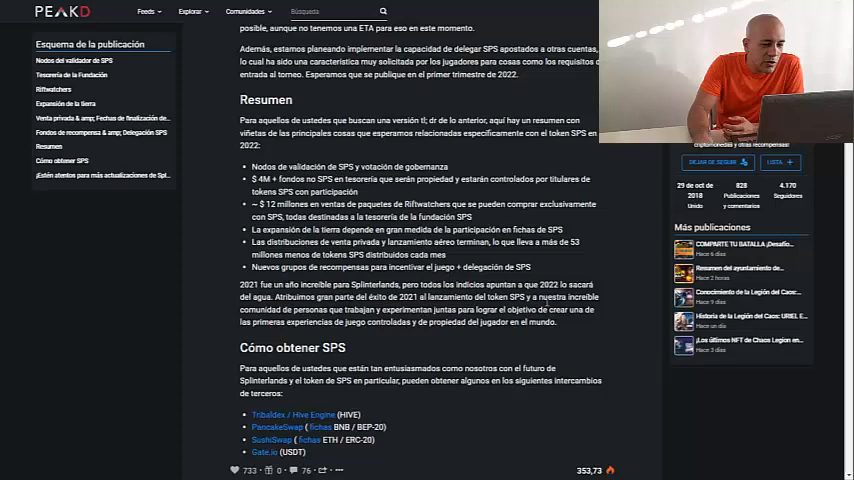 PEAKD
Feeds
Explorar
Comunidades
Búsqueda
Esquema de la publicación
Nodos del validador de SPS
Tesorería de la Fundación
Riftwatchers
Expansión de la tierra
Venta privada &amp; Fechas de finalización de...
Fondos de recompensa &amp; Delegación SPS
Resumen
Cómo obtener SPS
¡Estén atentos para más actualizaciones de Spl...
posible, aunque no tenemos una ETA para eso en este momento.
Además, estamos planeando implementar la capacidad de delegar SPS apostados a otras cuentas,
lo cual ha sido una característica muy solicitada por los jugadores para cosas como los requisitos d
entrada al torneo. Esperamos que se publique en el primer trimestre de 2022.
Resumen
Para aquellos de ustedes que buscan una versión tl; dr de lo anterior, aquí hay un resumen con
viñetas de las principales cosas que esperamos relacionadas específicamente con el token SPS en
2022:
• Nodos de validación de SPS y votación de gobernanza
• $ 4M + fondos no SPS en tesorería que serán propiedad y estarán controlados por titulares de
tokens SPS con participación
• ~ $ 12 millones en ventas de paquetes de Riftwatchers que se pueden comprar exclusivamente
con SPS, todas destinadas a la tesorería de la fundación SPS
• La expansión de la tierra depende en gran medida de la participación en fichas de SPS
• Las distribuciones de venta privada y lanzamiento aéreo terminan, lo que lleva a más de 53
millones menos de tokens SPS distribuidos cada mes
• Nuevos grupos de recompensas para incentivar el juego + delegación de SPS
2021 fue un año increíble para Splinterlands, pero todos los indicios apuntan a que 2022 lo sacará
del agua. Atribuimos gran parte del éxito de 2021 al lanzamiento del token SPS y a nuestra increíble
comunidad de personas que trabajan y experimentan juntas para lograr el objetivo de crear una de
las primeras experiencias de juego controladas y de propiedad del jugador en el mundo.
Cómo obtener SPS
Para aquellos de ustedes que están tan entusiasmados como nosotros con el futuro de
Splinterlands y el token de SPS en particular, pueden obtener algunos en los siguientes intercambios
de terceros:
• Tribaldex / Hive Engine (HIVE)
• PancakeSwap ( fichas BNB / BEP-20)
• SushiSwap ( fichas ETH / ERC-20)
• Gate.io (USDT)
733 · 0 · 76 ·
353,73
criptomonedas y otras recompensas!
DEJAR DE SEGUIR
LISTA +
29 de oct de
2018
Unido
828
Publicaciones
y comentarios
4.170
Seguidores
Más publicaciones
COMPARTE TU BATALLA ¡Desafío...
Hace 6 días
Resumen del ayuntamiento de...
Hace 2 horas
Conocimiento de la Legión del Caos:...
Hace 9 días
Historia de la Legión del Caos: URIEL E...
Hace un día
¡Los últimos NFT de Chaos Legion en...
Hace 3 días